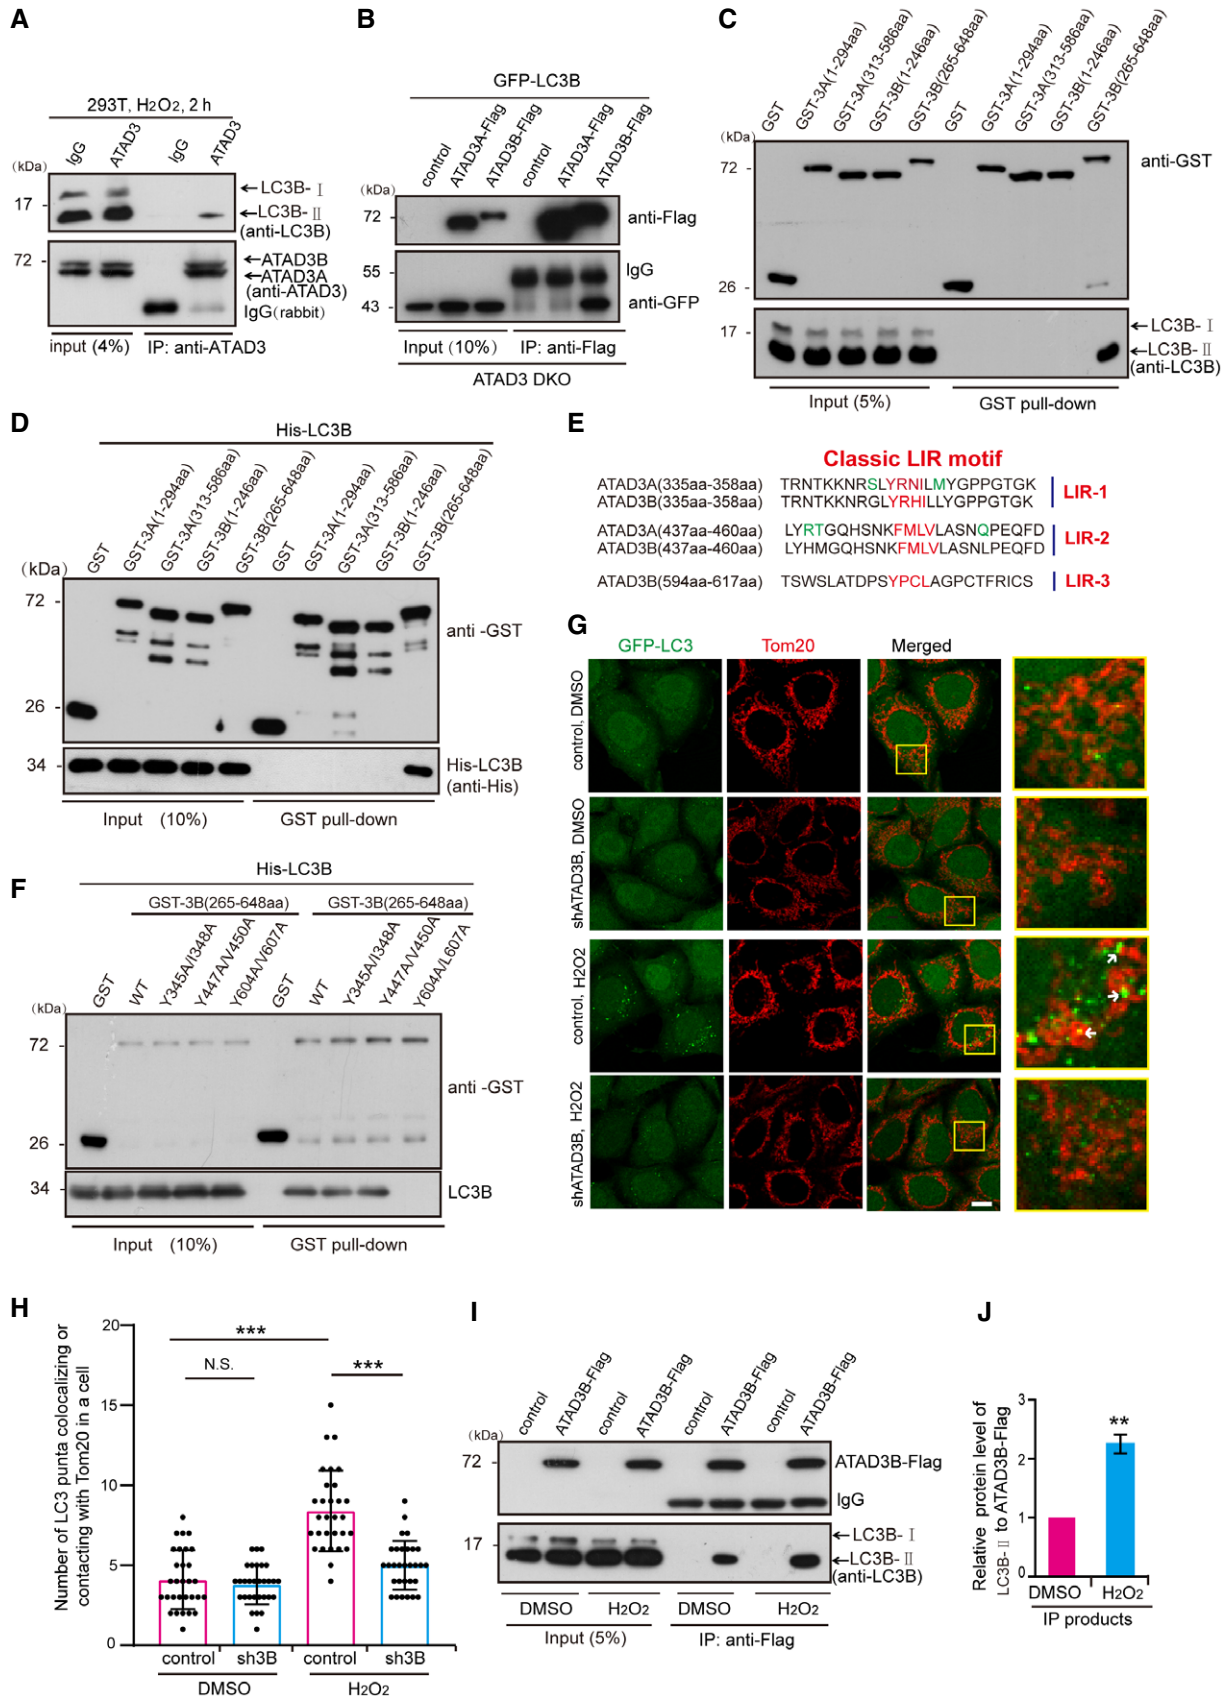 A
293T, H2O2, 2 h
(kDa)
IgG
ATAD3
IgG
ATAD3
17
←LC3B-Ⅰ
←LC3B-Ⅱ
(anti-LC3B)
72
←ATAD3B
←ATAD3A
(anti-ATAD3)
IgG(rabbit)
input (4%)
IP: anti-ATAD3
B
GFP-LC3B
(kDa)
control
ATAD3A-Flag
ATAD3B-Flag
control
ATAD3A-Flag
ATAD3B-Flag
72
anti-Flag
55
IgG
43
anti-GFP
Input (10%)
IP: anti-Flag
ATAD3 DKO
C
(kDa)
GST
GST-3A(1-294aa)
GST-3A(313-586aa)
GST-3B(1-246aa)
GST-3B(265-648aa)
GST
GST-3A(1-294aa)
GST-3A(313-586aa)
GST-3B(1-246aa)
GST-3B(265-648aa)
72
anti-GST
26
17
←LC3B-Ⅰ
←LC3B-Ⅱ
(anti-LC3B)
Input (5%)
GST pull-down
D
His-LC3B
(kDa)
GST
GST-3A(1-294aa)
GST-3A(313-586aa)
GST-3B(1-246aa)
GST-3B(265-648aa)
GST
GST-3A(1-294aa)
GST-3A(313-586aa)
GST-3B(1-246aa)
GST-3B(265-648aa)
72
anti -GST
26
34
His-LC3B
(anti-His)
Input (10%)
GST pull-down
E
Classic LIR motif
ATAD3A(335aa-358aa) TRNTKKNRSLYRNILMYGPPGTGK
ATAD3B(335aa-358aa) TRNTKKNRGLYRHILLYGPPGTGK
LIR-1
ATAD3A(437aa-460aa) LYRTGQHSNKFMLVLASNQPEQFD
ATAD3B(437aa-460aa) LYHMGQHSNKFMLVLASNLPEQFD
LIR-2
ATAD3B(594aa-617aa) TSWSLATDPSYPCLAGPCTFRICS
LIR-3
F
His-LC3B
GST-3B(265-648aa)
GST-3B(265-648aa)
(kDa)
GST
WT
Y345A/I348A
Y447A/V450A
Y604A/V607A
GST
WT
Y345A/I348A
Y447A/V450A
Y604A/L607A
72
anti -GST
26
34
LC3B
Input (10%)
GST pull-down
G
GFP-LC3
Tom20
Merged
control, DMSO
shATAD3B, DMSO
control, H2O2
shATAD3B, H2O2
H
Number of LC3 punta colocalizing or
contacting with Tom20 in a cell
20
15
10
5
0
***
N.S.
***
control
sh3B
control
sh3B
DMSO
H2O2
I
(kDa)
control
ATAD3B-Flag
control
ATAD3B-Flag
control
ATAD3B-Flag
control
ATAD3B-Flag
72
ATAD3B-Flag
IgG
17
←LC3B-Ⅰ
←LC3B-Ⅱ
(anti-LC3B)
DMSO
H2O2
DMSO
H2O2
Input (5%)
IP: anti-Flag
J
Relative protein level of
LC3B-Ⅱ to ATAD3B-Flag
3
2
1
0
**
DMSO
H2O2
IP products